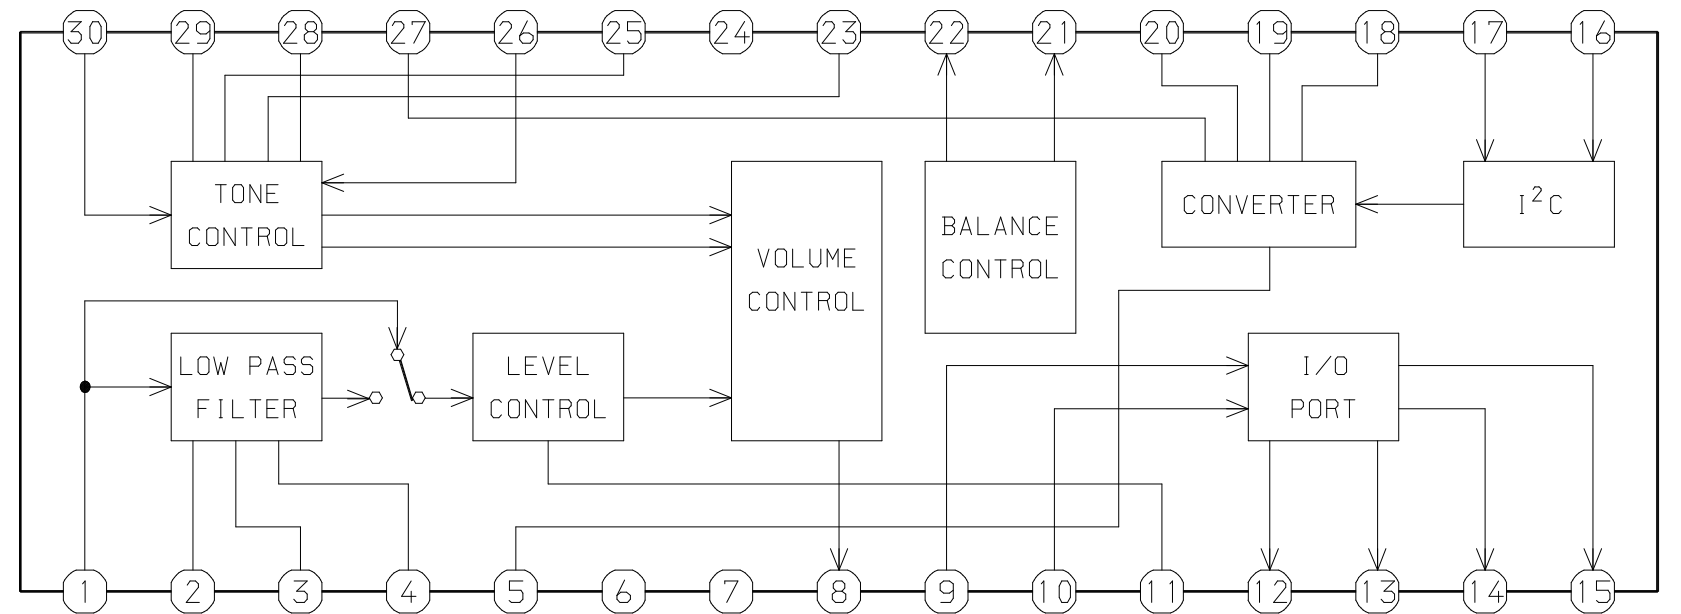 30 29 28 27 26 25 24 23 22 21 20 19 18 17 16
TONE
CONTROL
VOLUME
CONTROL
BALANCE
CONTROL
CONVERTER
I²C
LOW PASS
FILTER
LEVEL
CONTROL
I/O
PORT
1 2 3 4 5 6 7 8 9 10 11 12 13 14 15